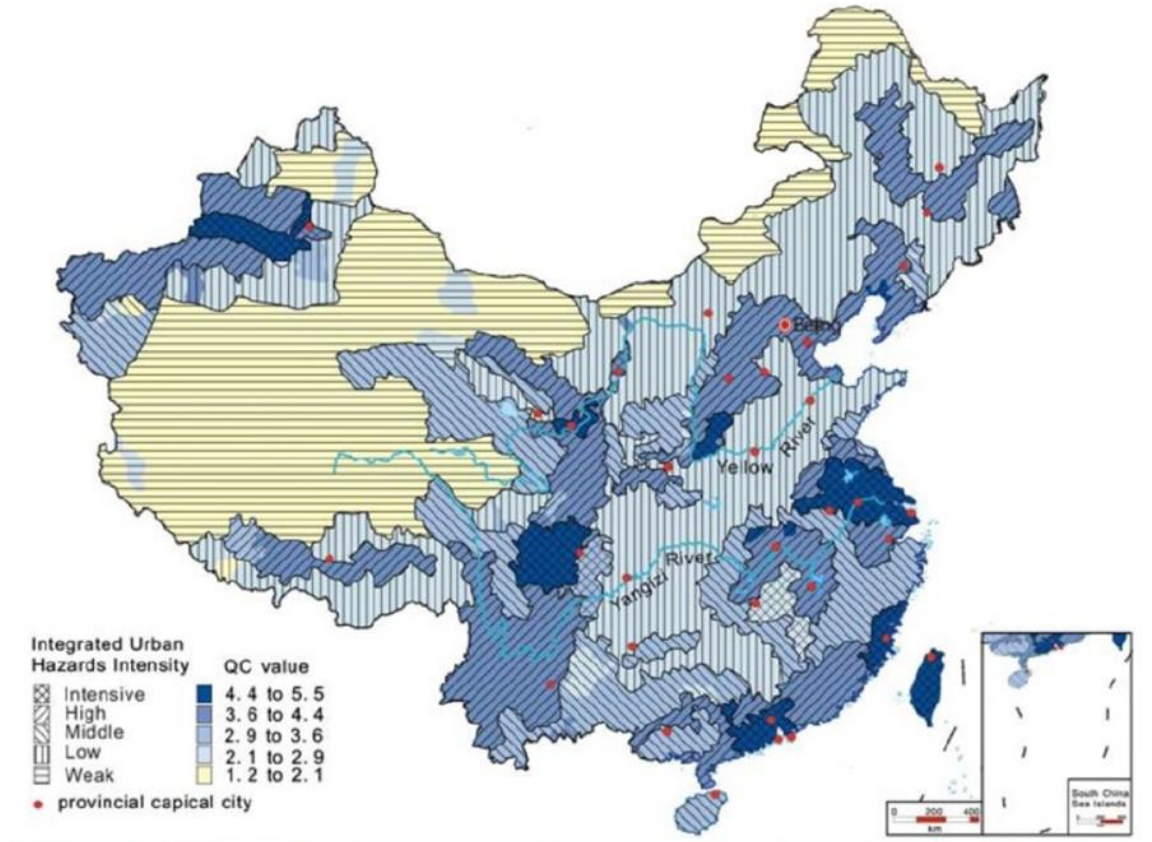 Beijing
Yellow River
Yangizi River
Integrated Urban
Hazards Intensity
QC value
Intensive
High
Middle
Low
Weak
4.4 to 5.5
3.6 to 4.4
2.9 to 3.6
2.1 to 2.9
1.2 to 2.1
provincial capical city
0 200 400
km
South China
Sea Islands